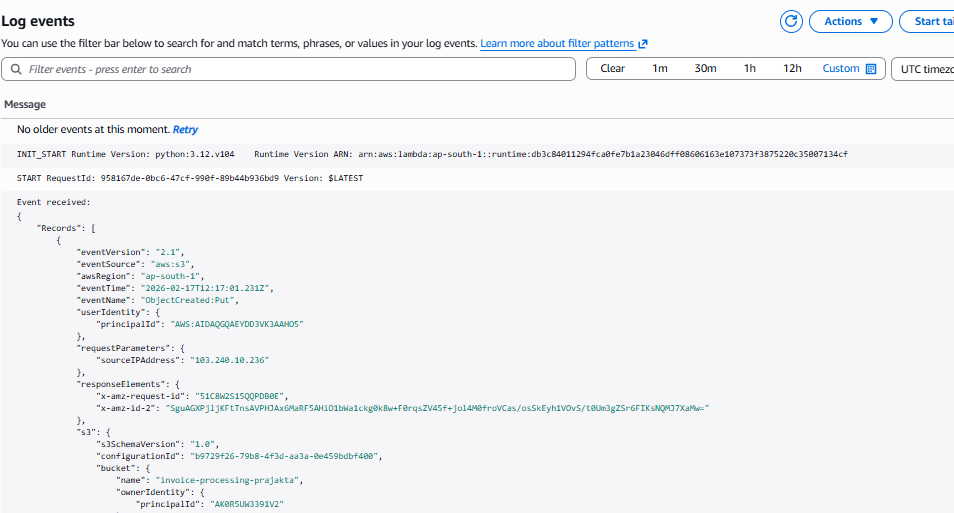 Log events
Actions
Start tai
You can use the filter bar below to search for and match terms, phrases, or values in your log events. Learn more about filter patterns
Filter events - press enter to search
Clear 1m 30m 1h 12h Custom
UTC timezo
Message
No older events at this moment. Retry
INIT_START Runtime Version: python:3.12.v104 Runtime Version ARN: arn:aws:lambda:ap-south-1::runtime:db3c84011294fca0fe7b1a23046dff08606163e107373f3875220c35007134cf
START RequestId: 958167de-0bc6-47cf-990f-89b44b936bd9 Version: $LATEST
Event received:
{
"Records": [
{
"eventVersion": "2.1",
"eventSource": "aws:s3",
"awsRegion": "ap-south-1",
"eventTime": "2026-02-17T12:17:01.231Z",
"eventName": "ObjectCreated:Put",
"userIdentity": {
"principalId": "AWS:AIDAQGQAEYDD3VK3AAHO5"
},
"requestParameters": {
"sourceIPAddress": "103.240.10.236"
},
"responseElements": {
"x-amz-request-id": "51C8W2S15QQPDB0E",
"x-amz-id-2": "SguAGXPjljKFtTnsAVPHJAx6MaRF5AHiO1bWa1ckg0k8w+F0rqsZV45f+jol4M0froVCas/osSkEyh1VOvS/t0Um3gZSr6FIKsNQMJ7XaMw="
},
"s3": {
"s3SchemaVersion": "1.0",
"configurationId": "b9729f26-79b8-4f3d-aa3a-0e459bdbf400",
"bucket": {
"name": "invoice-processing-prajakta",
"ownerIdentity": {
"principalId": "AK0R5UW3391V2"